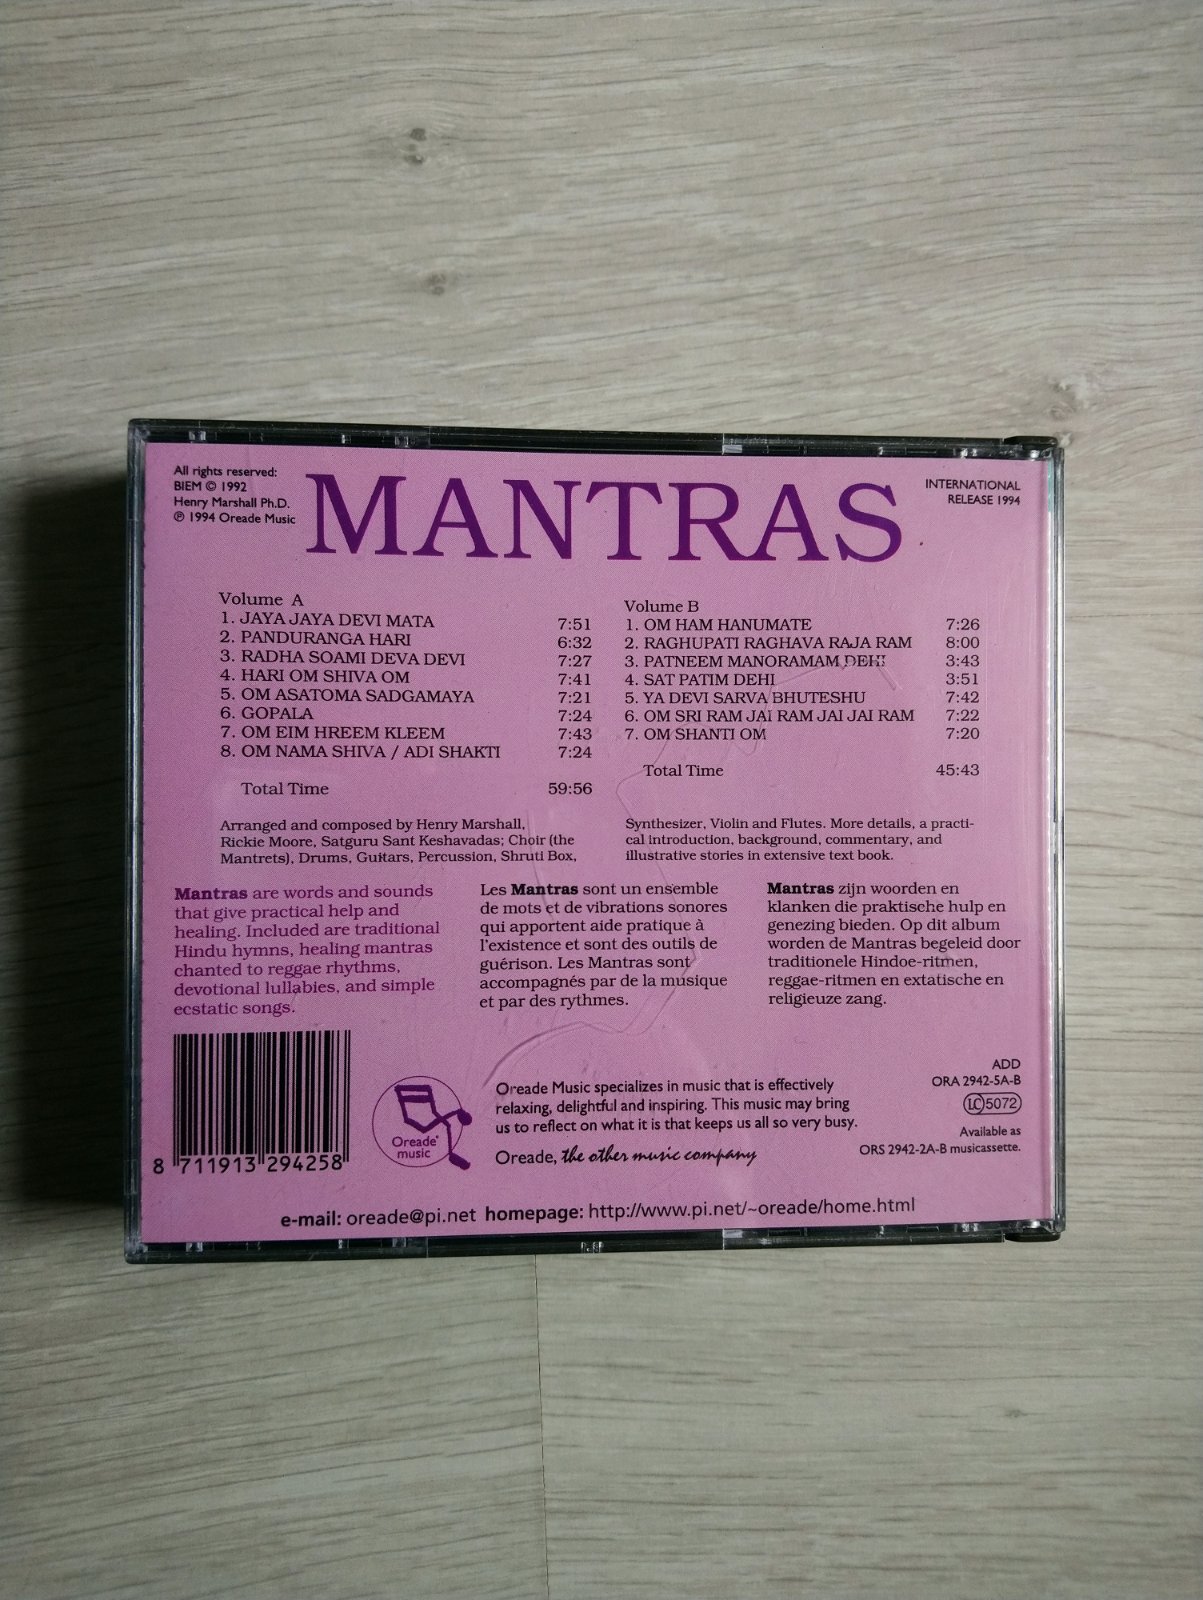 All rights reserved:
BIEM © 1992
Henry Marshall Ph.D.
℗ 1994 Oreade Music
MANTRAS
INTERNATIONAL
RELEASE 1994
Volume A
1. JAYA JAYA DEVI MATA 7:51
2. PANDURANGA HARI 6:32
3. RADHA SOAMI DEVA DEVI 7:27
4. HARI OM SHIVA OM 7:41
5. OM ASATOMA SADGAMAYA 7:21
6. GOPALA 7:24
7. OM EIM HREEM KLEEM 7:43
8. OM NAMA SHIVA / ADI SHAKTI 7:24
Total Time 59:56
Volume B
1. OM HAM HANUMATE 7:26
2. RAGHUPATI RAGHAVA RAJA RAM 8:00
3. PATNEEM MANORAMAM DEHI 3:43
4. SAT PATIM DEHI 3:51
5. YA DEVI SARVA BHUTESHU 7:42
6. OM SRI RAM JAI RAM JAI JAI RAM 7:22
7. OM SHANTI OM 7:20
Total Time 45:43
Arranged and composed by Henry Marshall,
Rickie Moore, Satguru Sant Keshavadas; Choir (the
Mantrets), Drums, Guitars, Percussion, Shruti Box,
Synthesizer, Violin and Flutes. More details, a practi-
cal introduction, background, commentary, and
illustrative stories in extensive text book.
Mantras are words and sounds
that give practical help and
healing. Included are traditional
Hindu hymns, healing mantras
chanted to reggae rhythms,
devotional lullabies, and simple
ecstatic songs.
Les Mantras sont un ensemble
de mots et de vibrations sonores
qui apportent aide pratique à
l'existence et sont des outils de
guérison. Les Mantras sont
accompagnés par de la musique
et par des rythmes.
Mantras zijn woorden en
klanken die praktische hulp en
genezing bieden. Op dit album
worden de Mantras begeleid door
traditionele Hindoe-ritmen,
reggae-ritmen en extatische en
religieuze zang.
8 711913 294258
Oreade
music
Oreade Music specializes in music that is effectively
relaxing, delightful and inspiring. This music may bring
us to reflect on what it is that keeps us all so very busy.
Oreade, the other music company
ADD
ORA 2942-5A-B
LC 5072
Available as
ORS 2942-2A-B musicassette.
e-mail: oreade@pi.net homepage: http://www.pi.net/~oreade/home.html